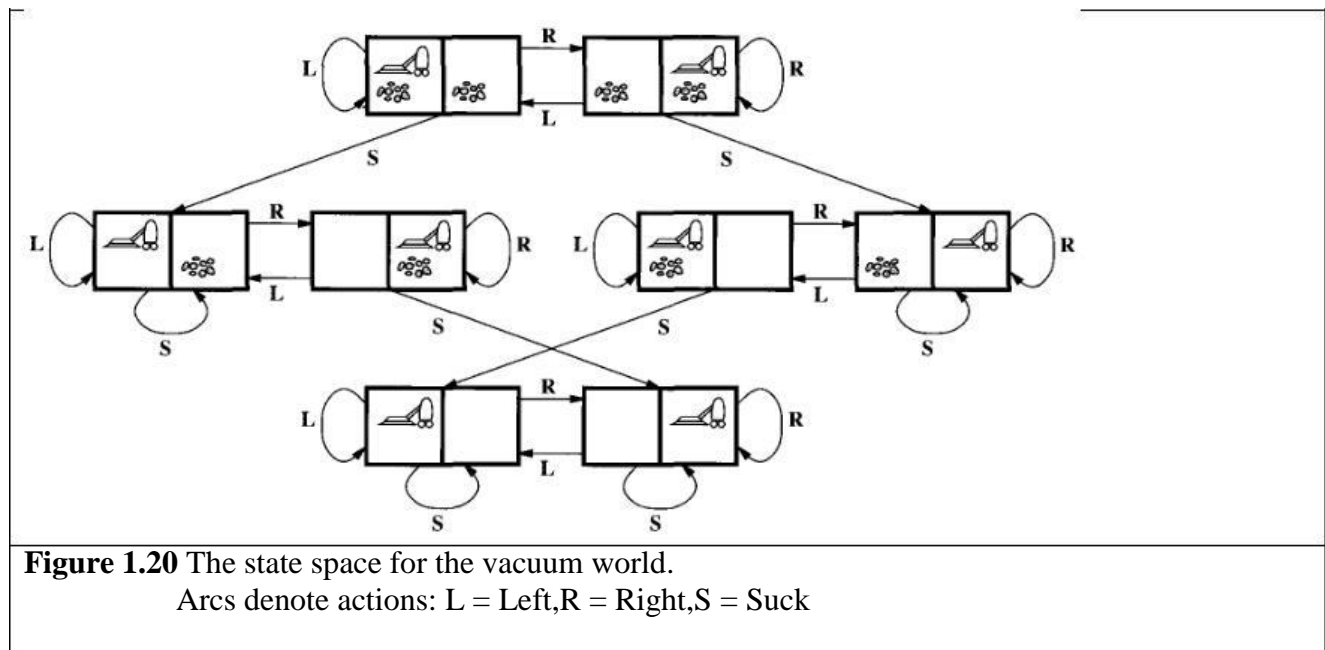 R
L R
L
S S
R R
L R L R
L L
S S S S
R
L R
L
S S
Figure 1.20 The state space for the vacuum world.
Arcs denote actions: L = Left,R = Right,S = Suck